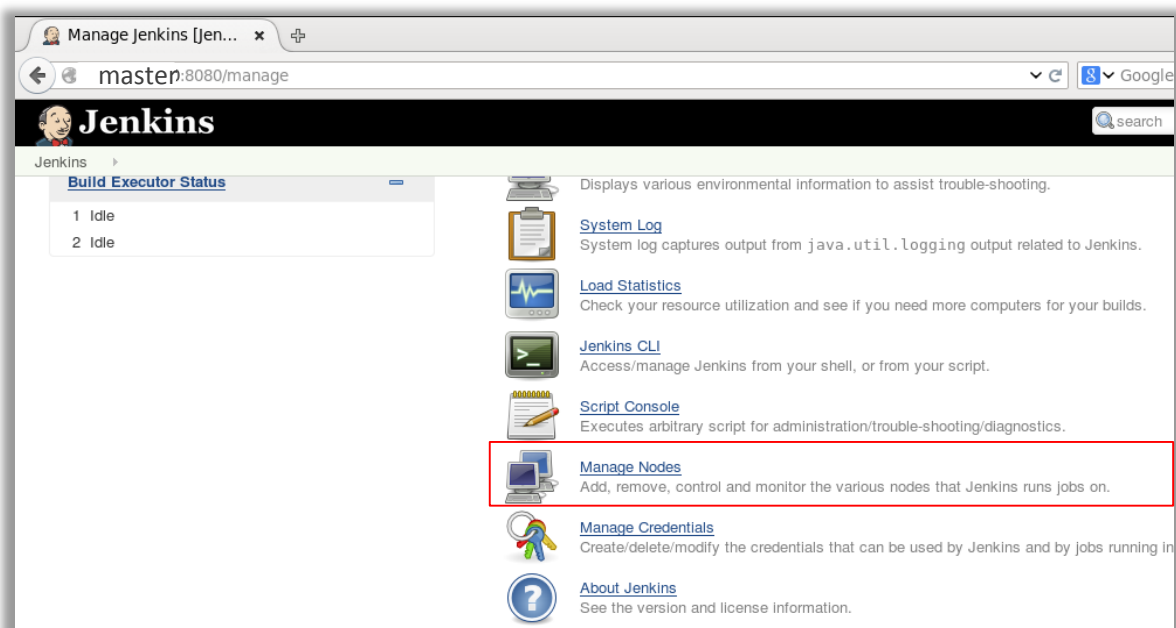 Manage Jenkins [Jen...
master:8080/manage
Google
Jenkins
search
Jenkins
Build Executor Status
1 Idle
2 Idle
Displays various environmental information to assist trouble-shooting.
System Log
System log captures output from java.util.logging output related to Jenkins.
Load Statistics
Check your resource utilization and see if you need more computers for your builds.
Jenkins CLI
Access/manage Jenkins from your shell, or from your script.
Script Console
Executes arbitrary script for administration/trouble-shooting/diagnostics.
Manage Nodes
Add, remove, control and monitor the various nodes that Jenkins runs jobs on.
Manage Credentials
Create/delete/modify the credentials that can be used by Jenkins and by jobs running in
About Jenkins
See the version and license information.